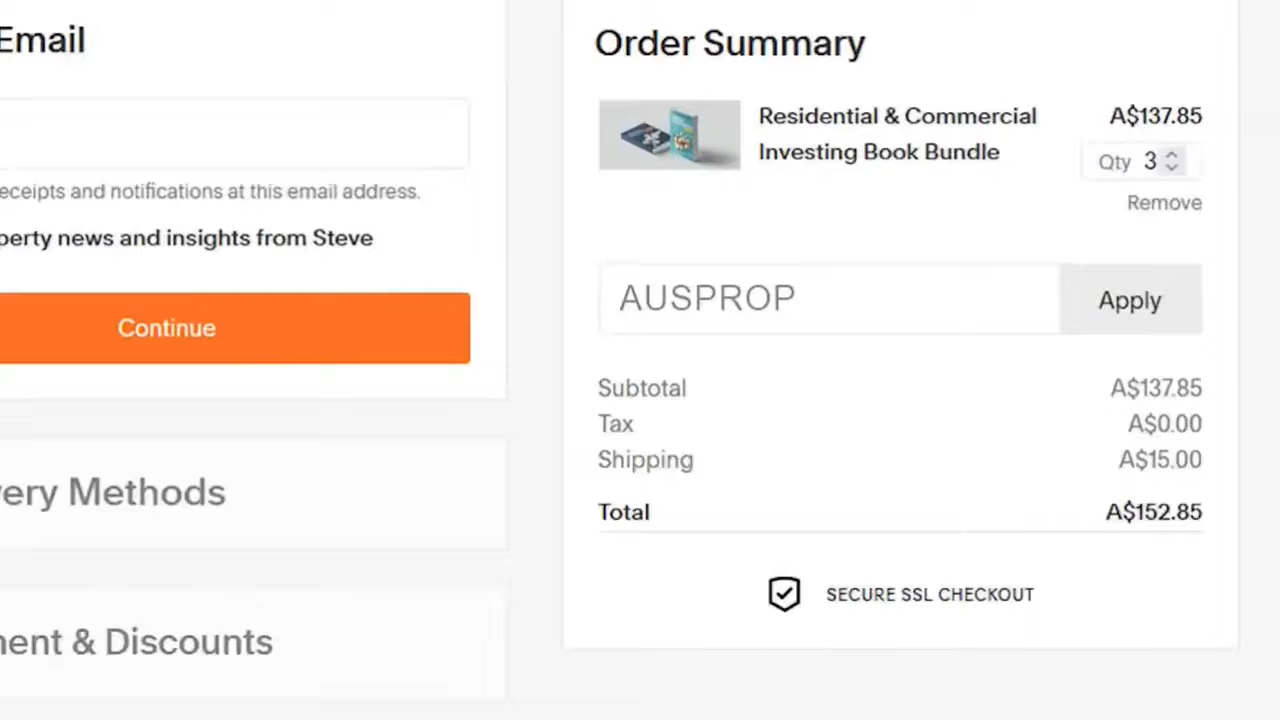 Email
receipts and notifications at this email address.
perty news and insights from Steve
Continue
very Methods
ment & Discounts
Order Summary
Residential & Commercial
Investing Book Bundle
A$137.85
Qty 3
Remove
AUSPROP
Apply
Subtotal A$137.85
Tax A$0.00
Shipping A$15.00
Total A$152.85
SECURE SSL CHECKOUT